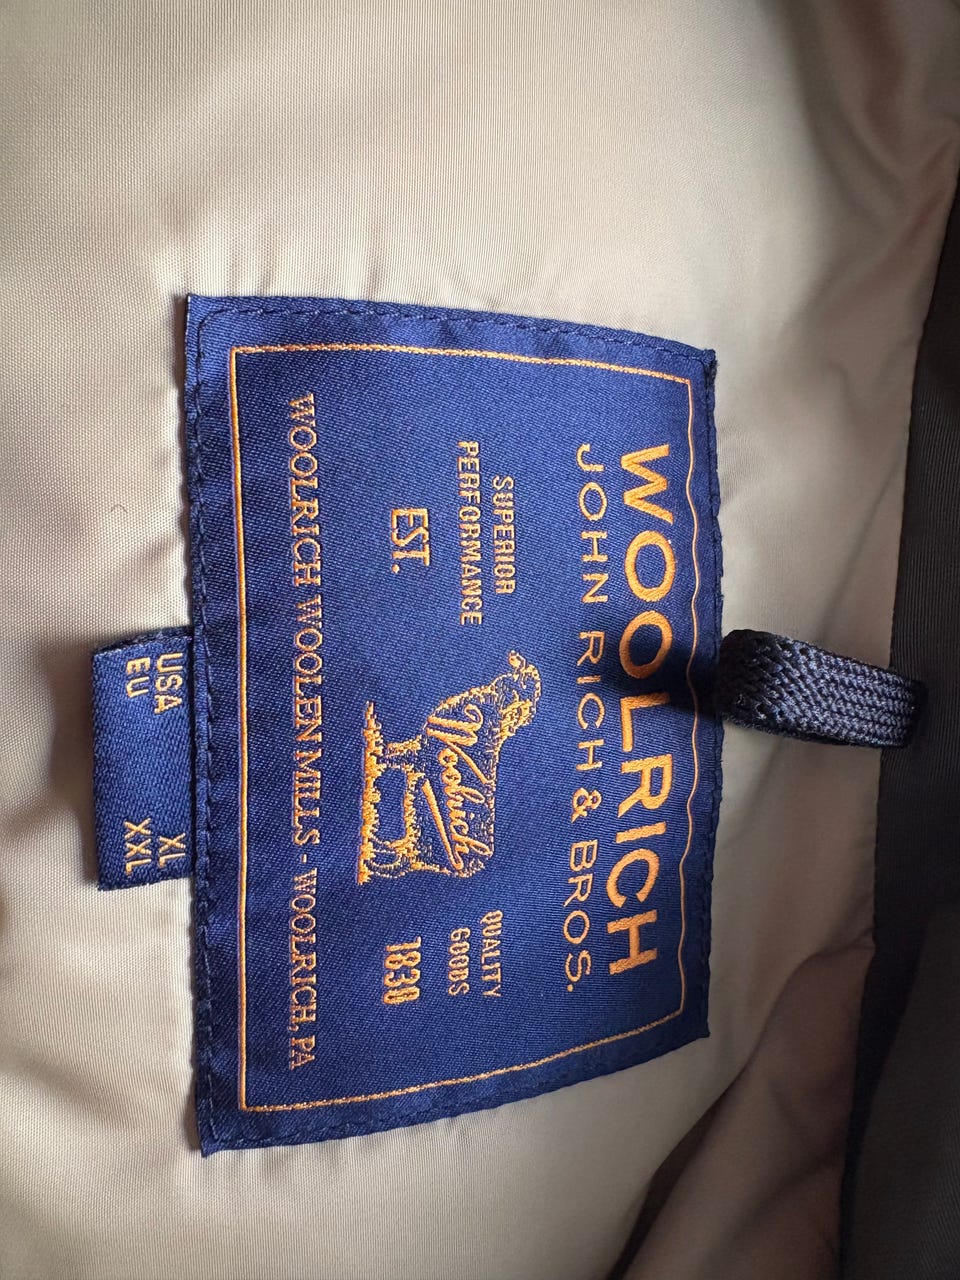 WOOLRICH
JOHN RICH & BROS.
SUPERIOR
PERFORMANCE
EST.
Woolrich
QUALITY
GOODS
1830
WOOLRICH WOOLEN MILLS - WOOLRICH, PA
USA XL
EU XXL